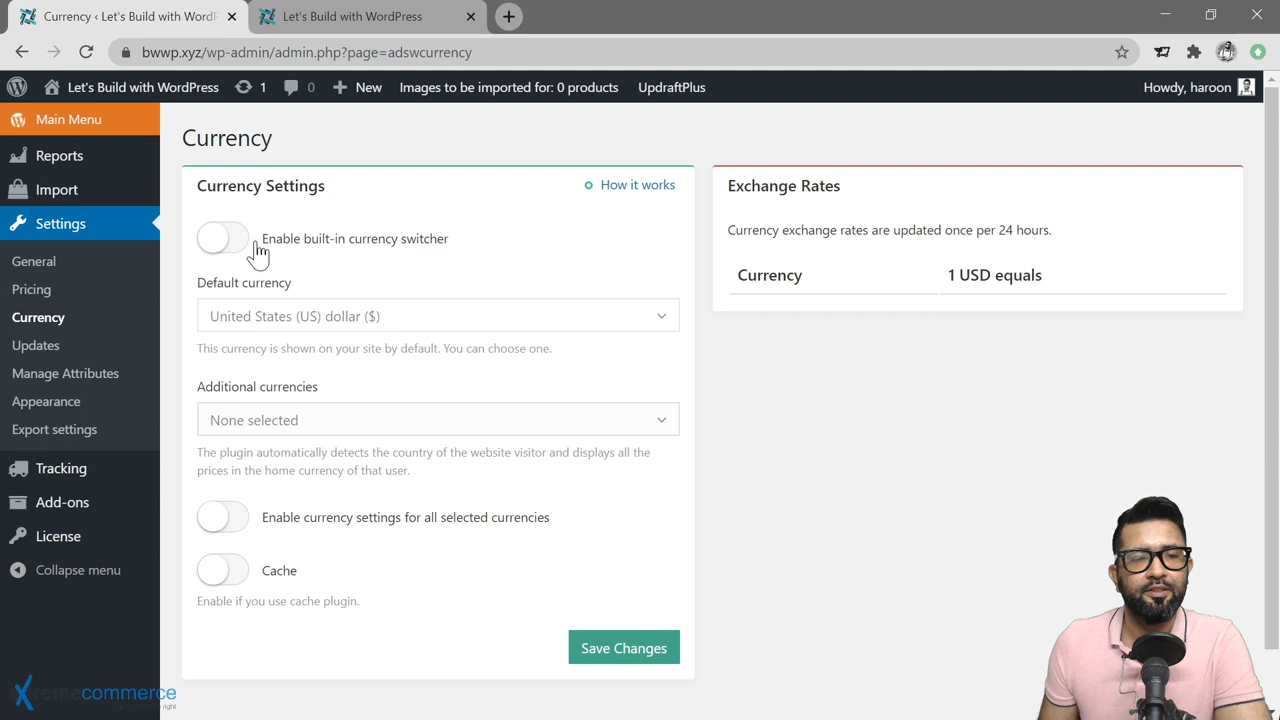 Currency ‹ Let's Build with Word
Let's Build with WordPress
bwwp.xyz/wp-admin/admin.php?page=adswcurrency
Let's Build with WordPress
1
0
New
Images to be imported for: 0 products
UpdraftPlus
Howdy, haroon
Main Menu
Reports
Import
Settings
General
Pricing
Currency
Updates
Manage Attributes
Appearance
Export settings
Tracking
Add-ons
License
Collapse menu
Currency
Currency Settings
How it works
Enable built-in currency switcher
Default currency
United States (US) dollar ($)
This currency is shown on your site by default. You can choose one.
Additional currencies
None selected
The plugin automatically detects the country of the website visitor and displays all the
prices in the home currency of that user.
Enable currency settings for all selected currencies
Cache
Enable if you use cache plugin.
Save Changes
Exchange Rates
Currency exchange rates are updated once per 24 hours.
Currency
1 USD equals
commerce
right